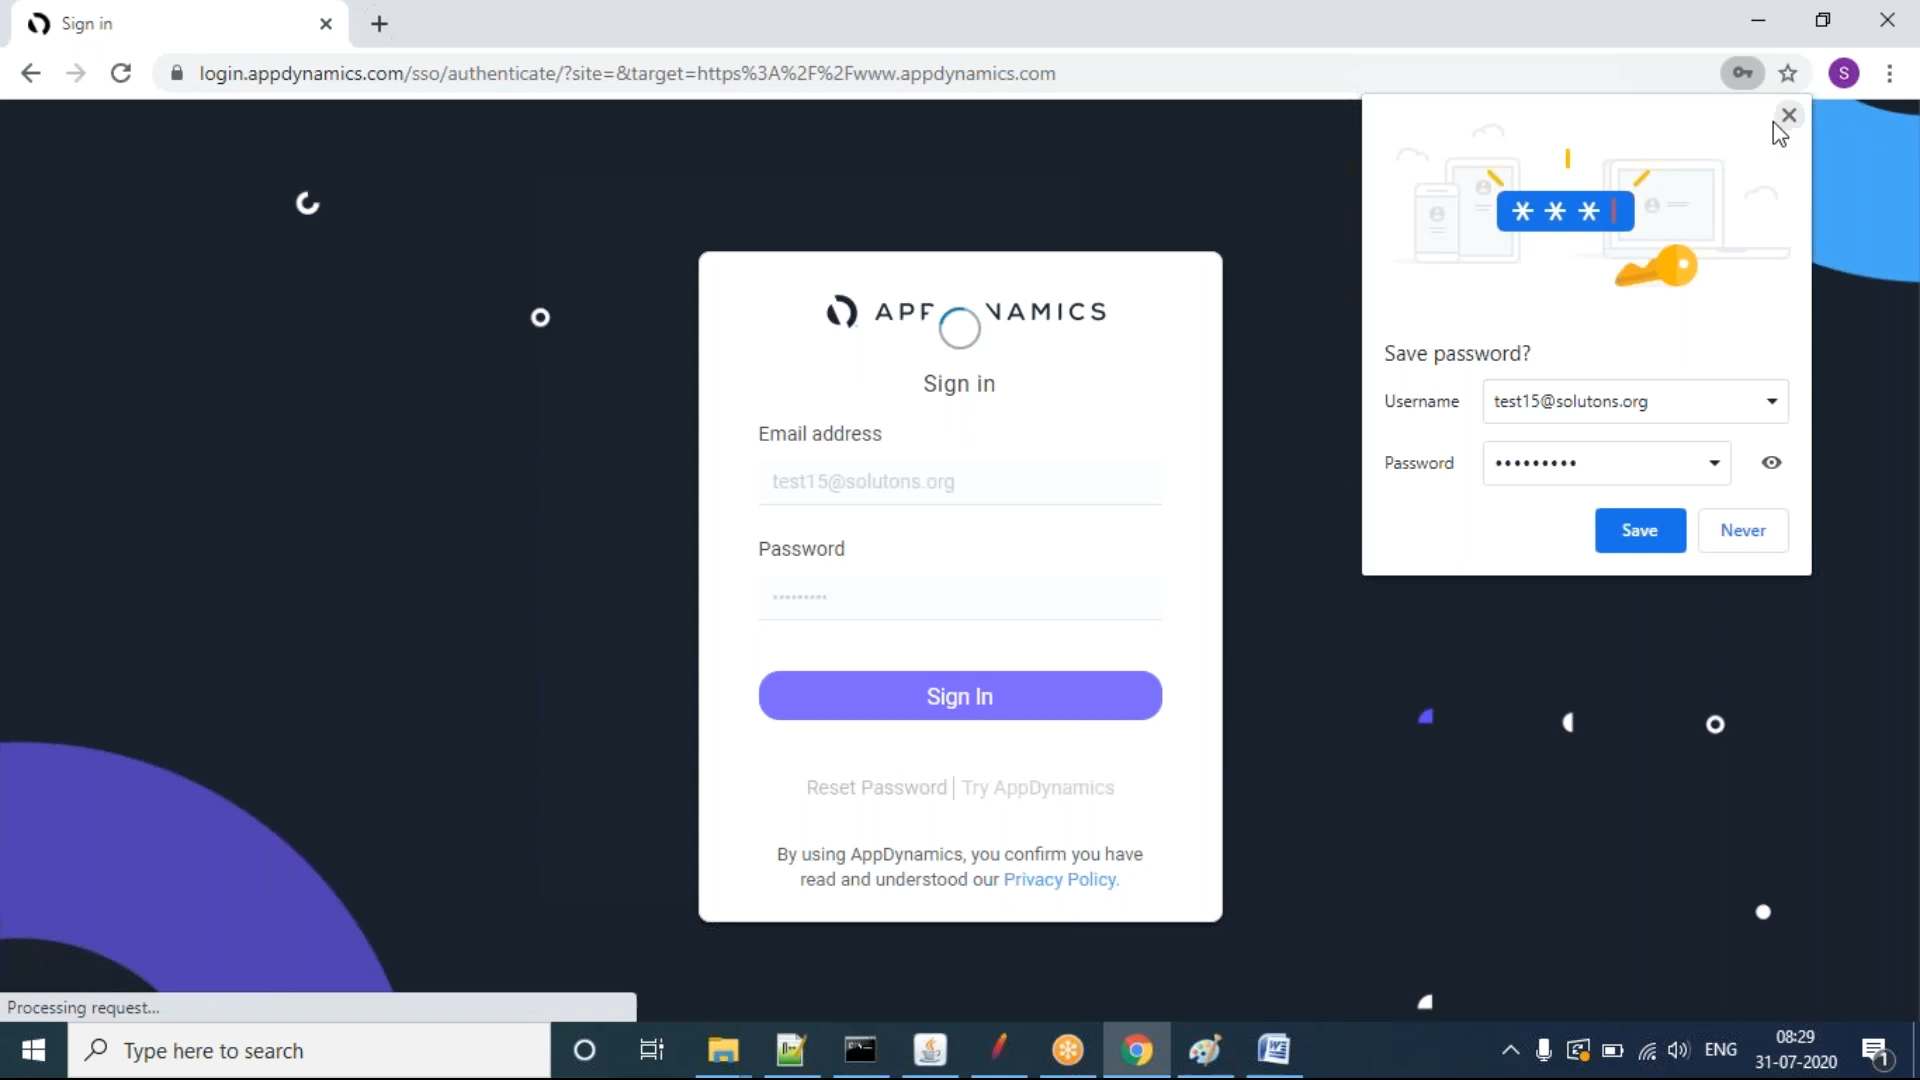 Sign in
login.appdynamics.com/sso/authenticate/?site=&target=https%3A%2F%2Fwww.appdynamics.com
S
* * *
Save password?
Username test15@solutons.org
Password •••••••••
Save Never
Sign in
Email address
test15@solutons.org
Password
•••••••••
Sign In
Reset Password | Try AppDynamics
By using AppDynamics, you confirm you have
read and understood our Privacy Policy.
Processing request...
Type here to search
ENG
08:29
31-07-2020
1